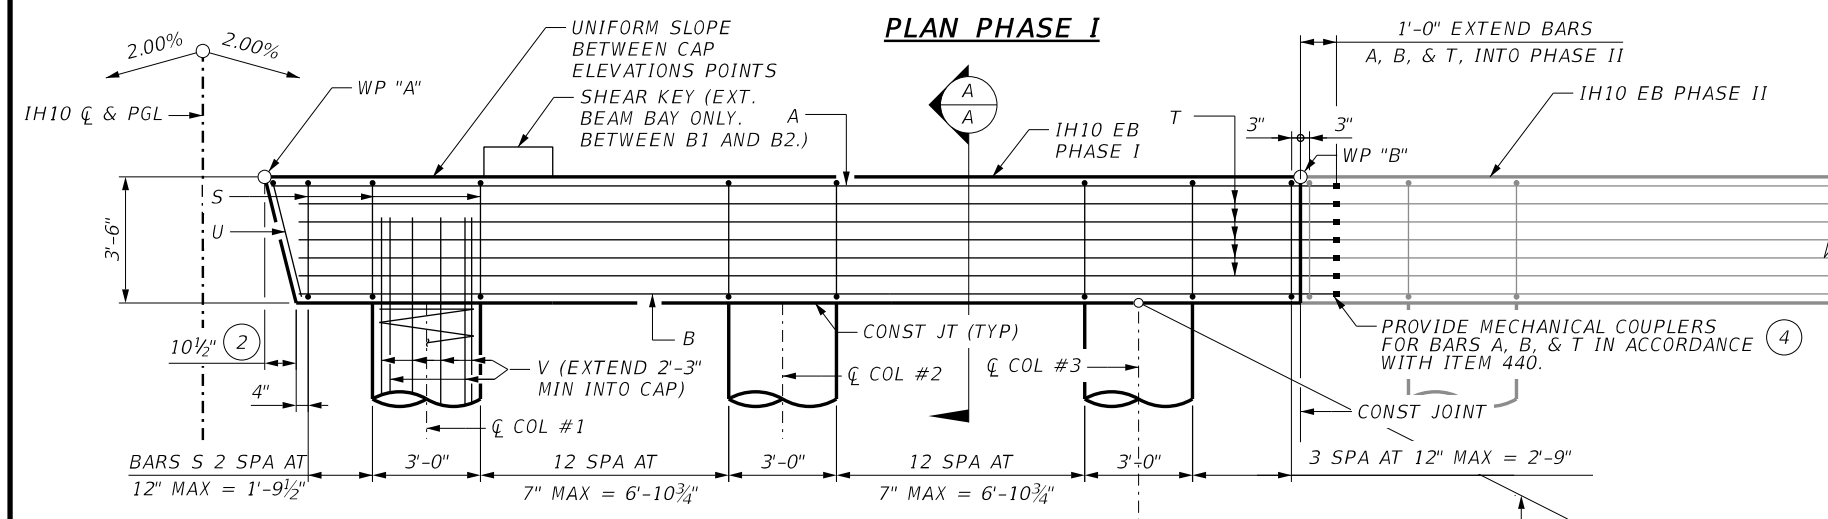 PLAN PHASE I
2.00%
2.00%
UNIFORM SLOPE
BETWEEN CAP
ELEVATIONS POINTS
1'-0" EXTEND BARS
A, B, & T, INTO PHASE II
WP "A"
SHEAR KEY (EXT.
BEAM BAY ONLY.
BETWEEN B1 AND B2.)
IH10 ℄ & PGL
A
A
A
IH10 EB
PHASE I
T
3"
3"
WP "B"
IH10 EB PHASE II
S
U
3'-6"
10½"
2
4"
B
V (EXTEND 2'-3"
MIN INTO CAP)
CONST JT (TYP)
℄ COL #1
℄ COL #2
℄ COL #3
PROVIDE MECHANICAL COUPLERS
FOR BARS A, B, & T IN ACCORDANCE
WITH ITEM 440.
4
CONST JOINT
BARS S 2 SPA AT
12" MAX = 1'-9½"
3'-0"
12 SPA AT
7" MAX = 6'-10¾"
3'-0"
12 SPA AT
7" MAX = 6'-10¾"
3'-0"
3 SPA AT 12" MAX = 2'-9"